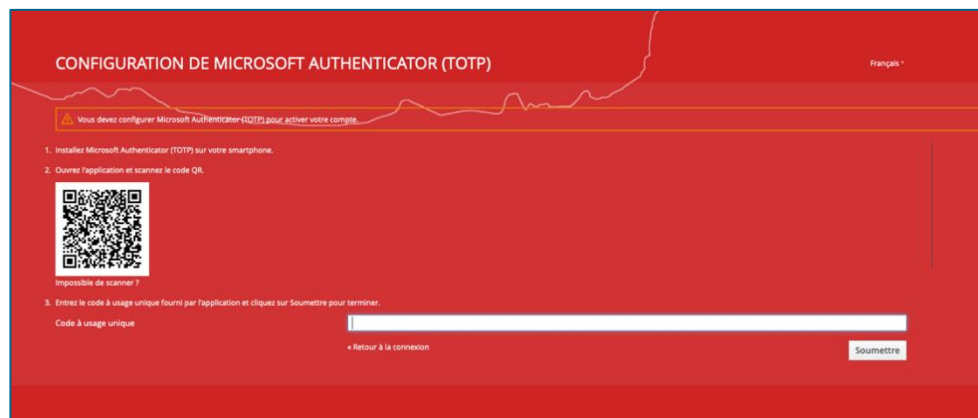 CONFIGURATION DE MICROSOFT AUTHENTICATOR (TOTP)
Français
Vous devez configurer Microsoft Authenticator (TOTP) pour activer votre compte.
1. Installez Microsoft Authenticator (TOTP) sur votre smartphone.
2. Ouvrez l'application et scannez le code QR.
Impossible de scanner ?
3. Entrez le code à usage unique fourni par l'application et cliquez sur Soumettre pour terminer.
Code à usage unique
« Retour à la connexion
Soumettre